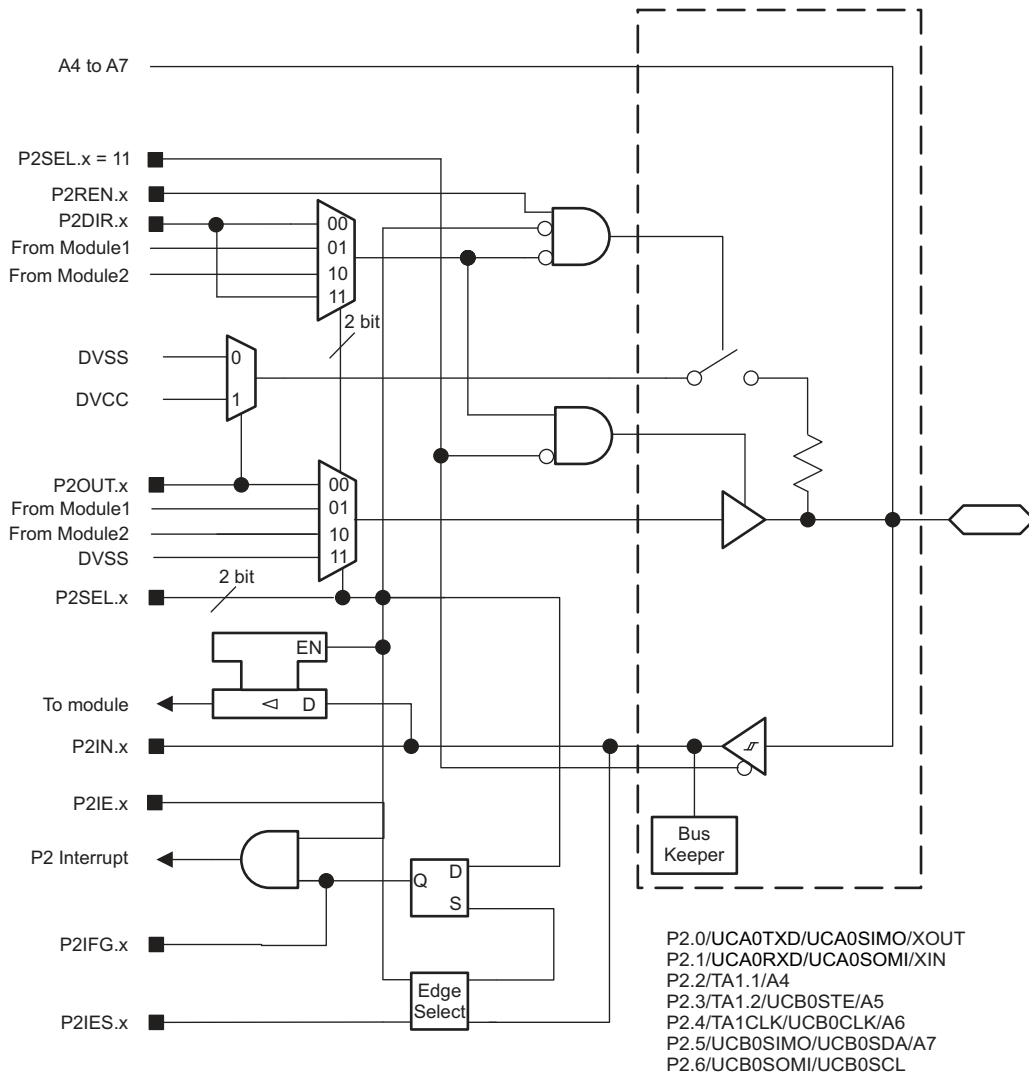 A4 to A7
P2SEL.x = 11
P2REN.x
P2DIR.x
00
From Module1
01
From Module2
10
11
2 bit
DVSS
0
DVCC
1
P2OUT.x
00
From Module1
01
From Module2
10
DVSS
11
2 bit
P2SEL.x
EN
To module
D
P2IN.x
P2IE.x
Bus
Keeper
P2 Interrupt
Q
D
S
P2IFG.x
P2.0/UCA0TXD/UCA0SIMO/XOUT
P2.1/UCA0RXD/UCA0SOMI/XIN
P2.2/TA1.1/A4
P2.3/TA1.2/UCB0STE/A5
P2.4/TA1CLK/UCB0CLK/A6
P2.5/UCB0SIMO/UCB0SDA/A7
P2.6/UCB0SOMI/UCB0SCL
Edge
Select
P2IES.x